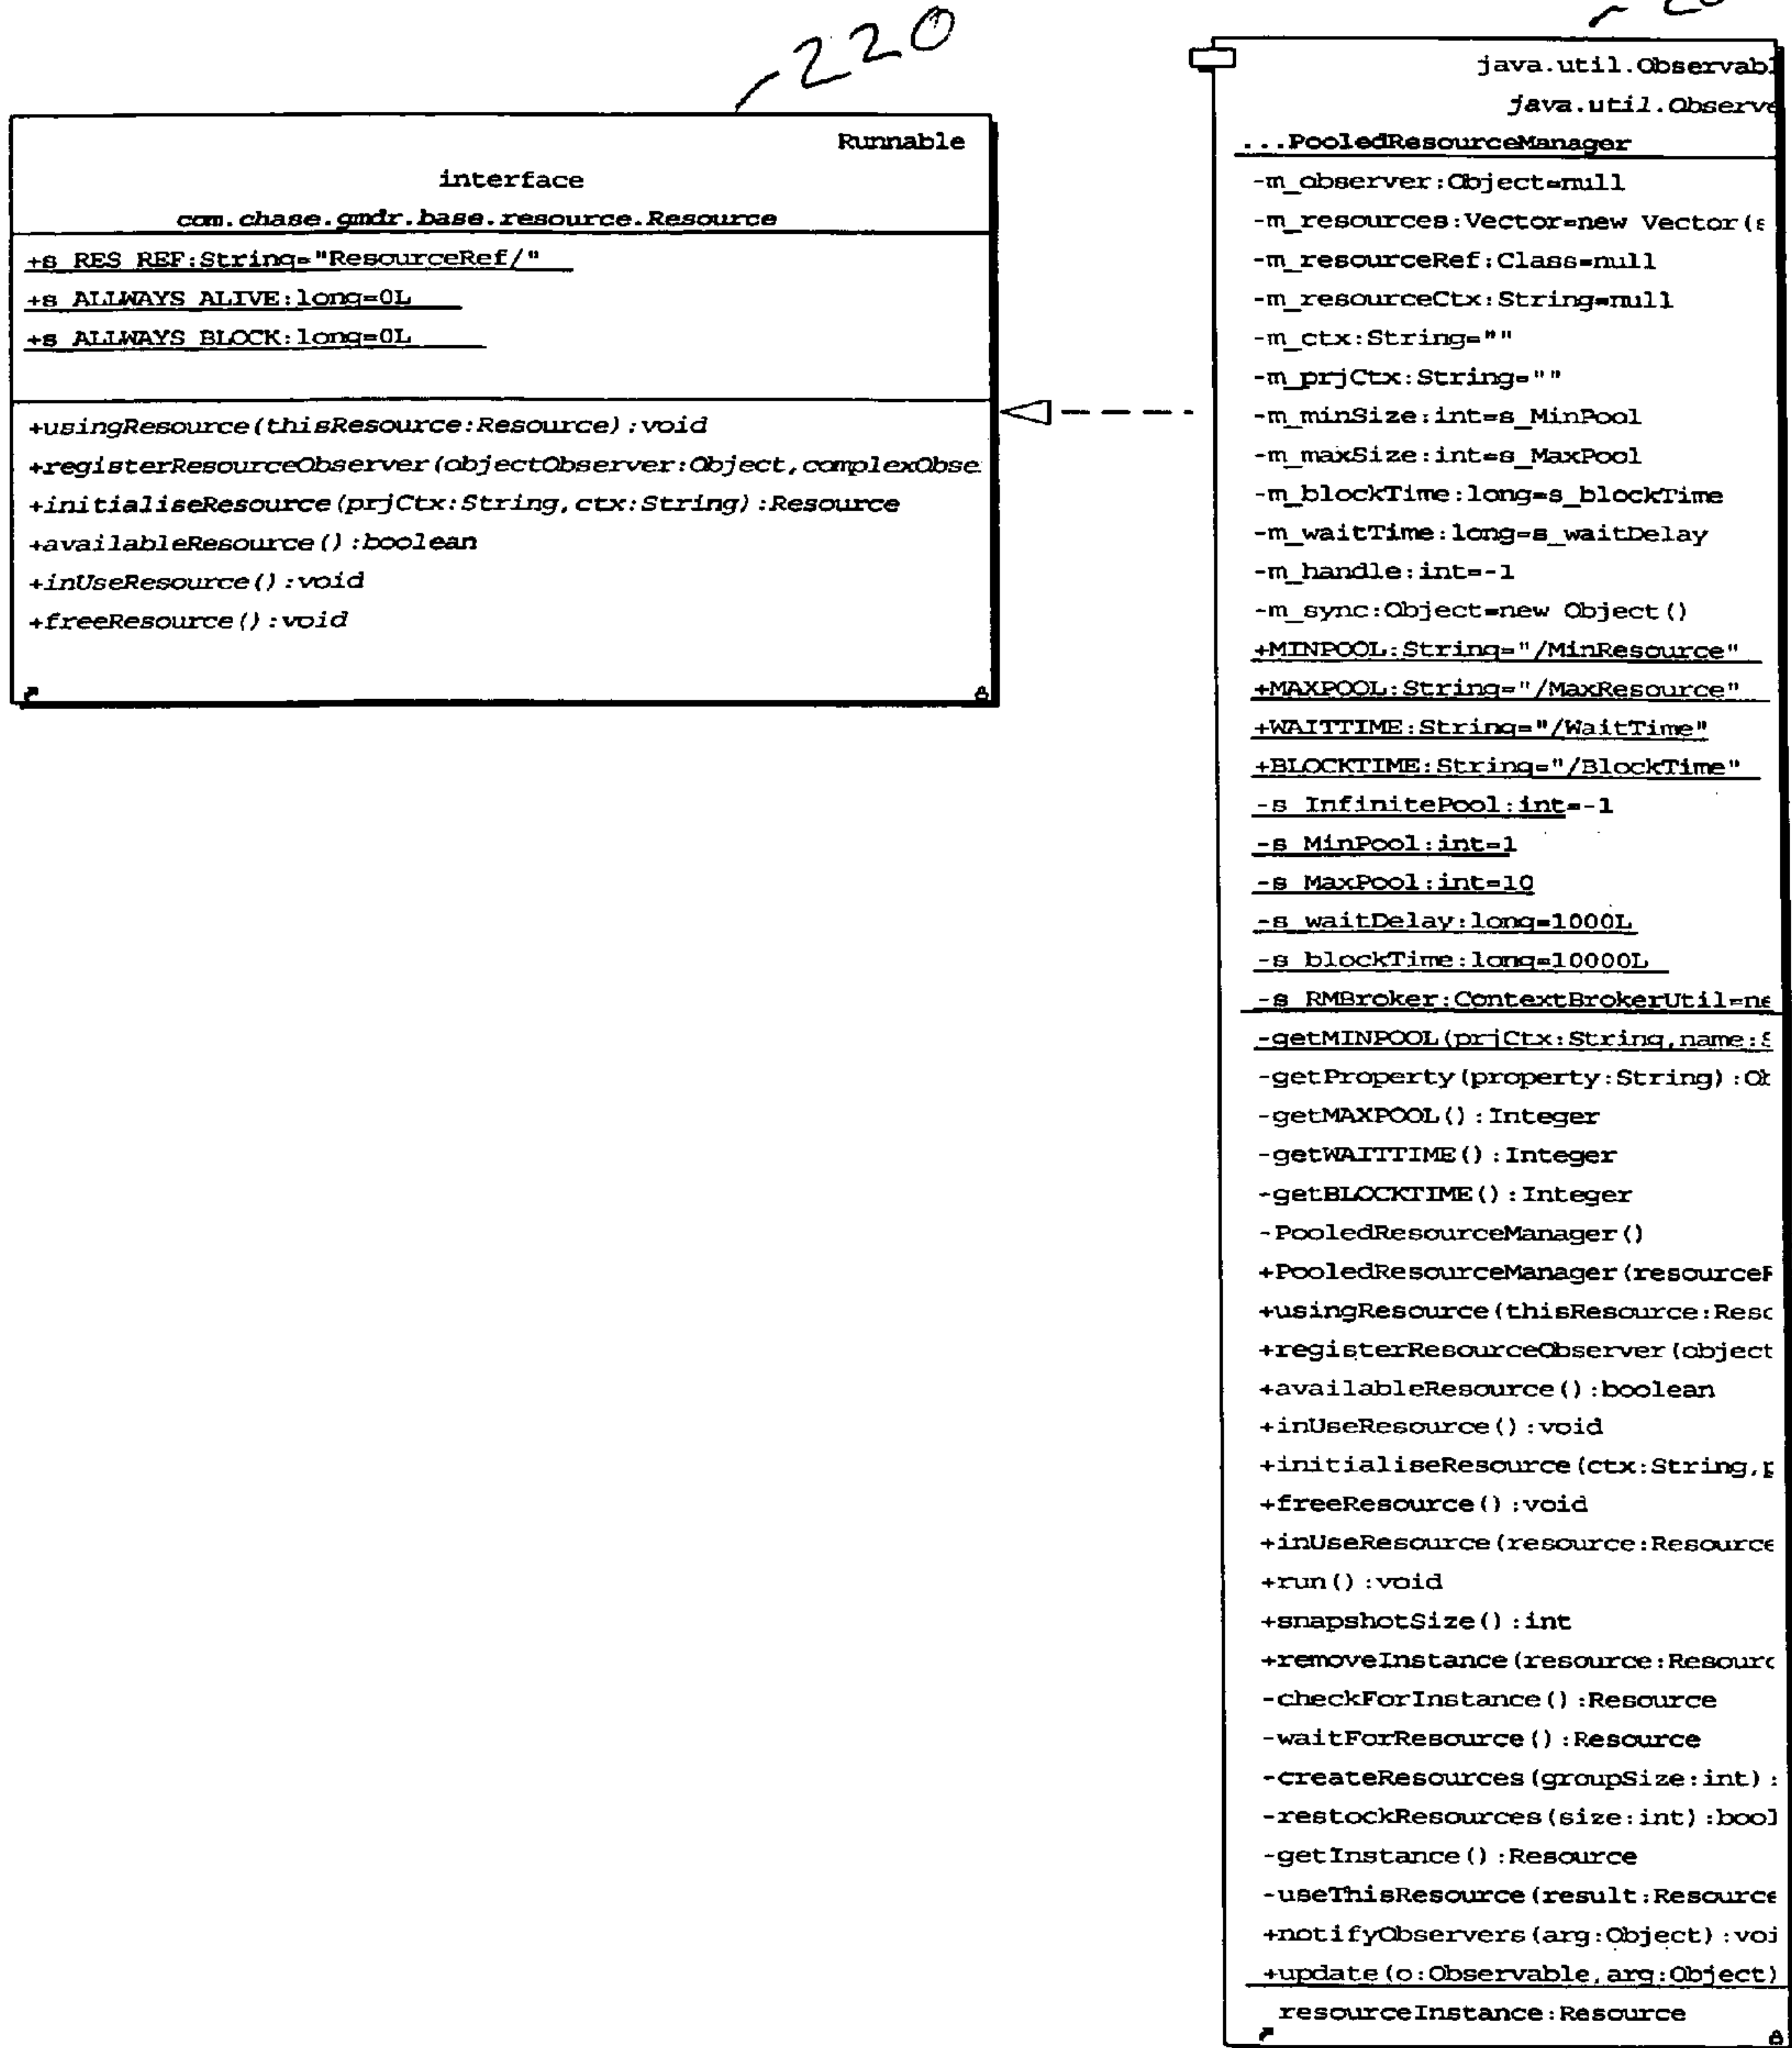 220
Runnable
interface
com.chase.gmdr.base.resource.Resource
+s_RES_REF:String="ResourceRef/"
+s_ALLWAYS_ALIVE:long=0L
+s_ALLWAYS_BLOCK:long=0L
+usingResource(thisResource:Resource):void
+registerResourceObserver(objectObserver:Object,complexObse
+initialiseResource(prjCtx:String,ctx:String):Resource
+availableResource():boolean
+inUseResource():void
+freeResource():void
java.util.Observabl
java.util.Observe
...PooledResourceManager
-m_observer:Object=null
-m_resources:Vector=new Vector(s
-m_resourceRef:Class=null
-m_resourceCtx:String=null
-m_ctx:String=""
-m_prjCtx:String=""
-m_minSize:int=s_MinPool
-m_maxSize:int=s_MaxPool
-m_blockTime:long=s_blockTime
-m_waitTime:long=s_waitDelay
-m_handle:int=-1
-m_sync:Object=new Object()
+MINPOOL:String="/MinResource"
+MAXPOOL:String="/MaxResource"
+WAITTIME:String="/WaitTime"
+BLOCKTIME:String="/BlockTime"
-s_InfinitePool:int=-1
-s_MinPool:int=1
-s_MaxPool:int=10
-s_waitDelay:long=1000L
-s_blockTime:long=10000L
-s_RMBroker:ContextBrokerUtil=ne
-getMINPOOL(prjCtx:String,name:S
-getProperty(property:String):Ob
-getMAXPOOL():Integer
-getWAITTIME():Integer
-getBLOCKTIME():Integer
-PooledResourceManager()
+PooledResourceManager(resourceR
+usingResource(thisResource:Reso
+registerResourceObserver(object
+availableResource():boolean
+inUseResource():void
+initialiseResource(ctx:String,p
+freeResource():void
+inUseResource(resource:Resource
+run():void
+snapshotSize():int
+removeInstance(resource:Resourc
-checkForInstance():Resource
-waitForResource():Resource
-createResources(groupSize:int):
-restockResources(size:int):bool
-getInstance():Resource
-useThisResource(result:Resource
+notifyObservers(arg:Object):voi
+update(o:Observable,arg:Object)
resourceInstance:Resource